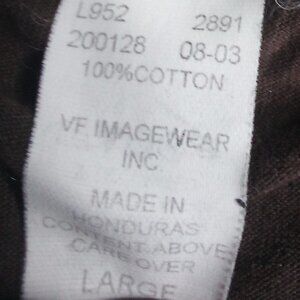 L952 2891
200128 08-03
100%COTTON
VF IMAGEWEAR
INC
MADE IN
HONDURAS
CONTENT ABOVE
CARE OVER
LARGE